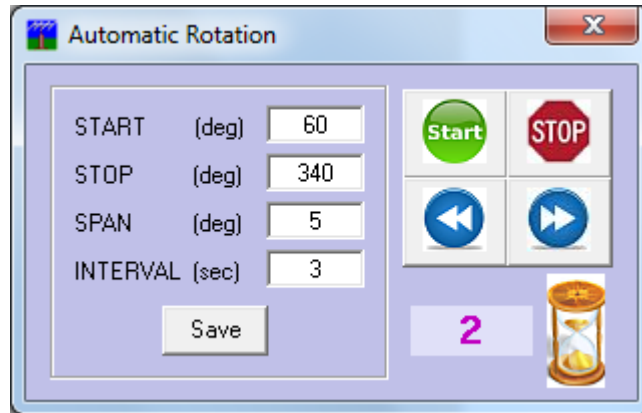 Automatic Rotation
START (deg) 60
STOP (deg) 340
SPAN (deg) 5
INTERVAL (sec) 3
Save
Start
STOP
2